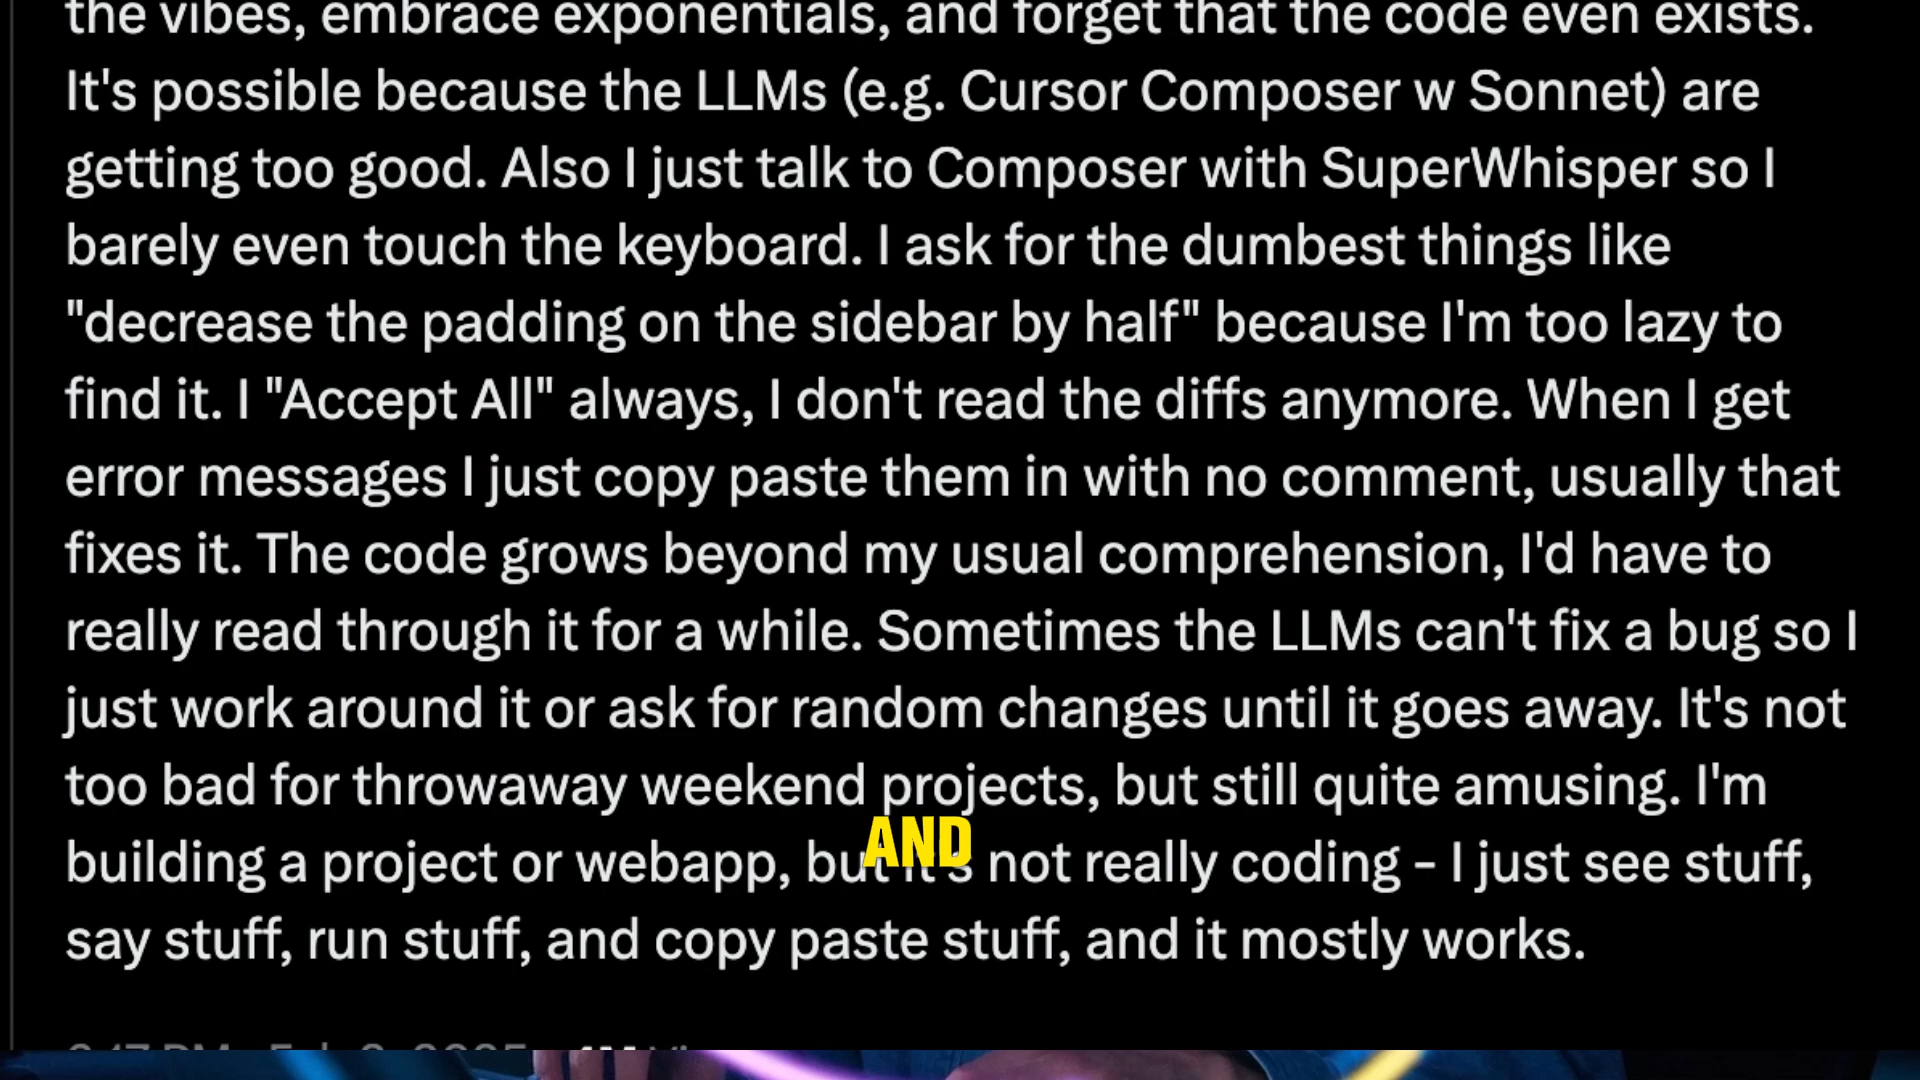 the vibes, embrace exponentials, and forget that the code even exists.
It's possible because the LLMs (e.g. Cursor Composer w Sonnet) are
getting too good. Also I just talk to Composer with SuperWhisper so I
barely even touch the keyboard. I ask for the dumbest things like
"decrease the padding on the sidebar by half" because I'm too lazy to
find it. I "Accept All" always, I don't read the diffs anymore. When I get
error messages I just copy paste them in with no comment, usually that
fixes it. The code grows beyond my usual comprehension, I'd have to
really read through it for a while. Sometimes the LLMs can't fix a bug so I
just work around it or ask for random changes until it goes away. It's not
too bad for throwaway weekend projects, but still quite amusing. I'm
AND
building a project or webapp, but it's not really coding - I just see stuff,
say stuff, run stuff, and copy paste stuff, and it mostly works.